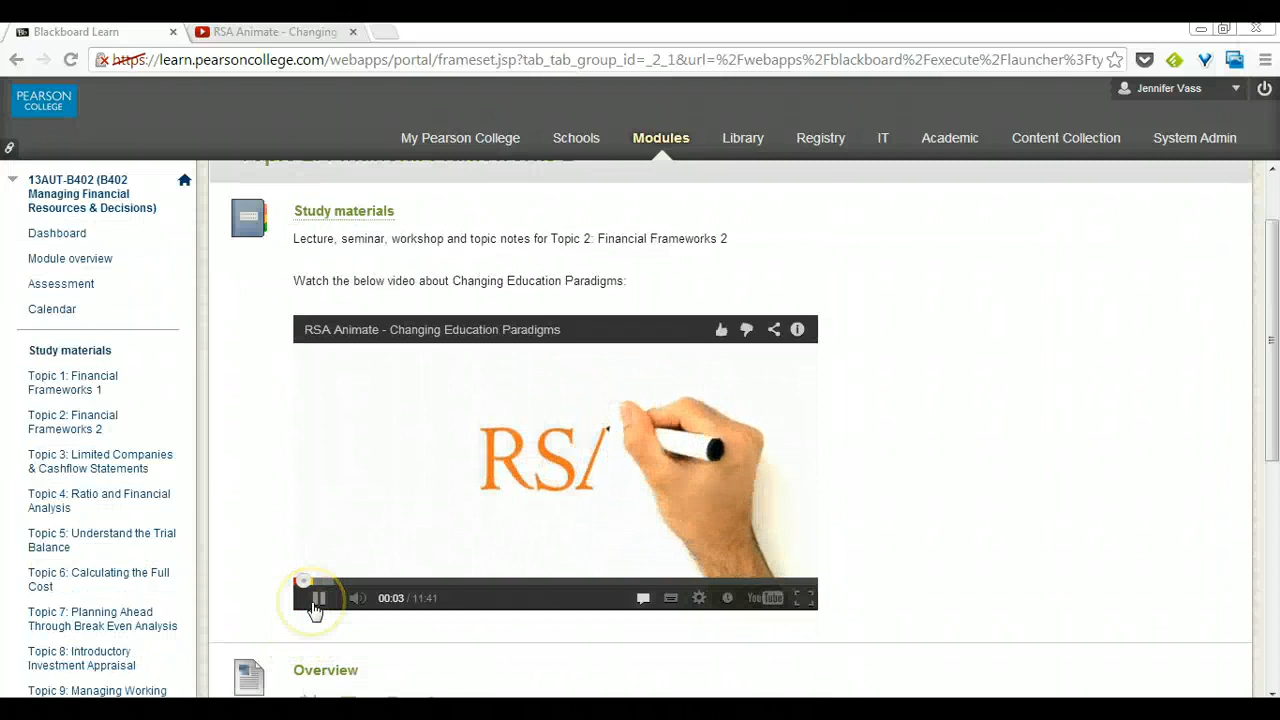 Blackboard Learn
RSA Animate - Changing
https://learn.pearsoncollege.com/webapps/portal/frameset.jsp?tab_tab_group_id=_2_1&url=%2Fwebapps%2Fblackboard%2Fexecute%2Flauncher%3Fty
PEARSON
COLLEGE
Jennifer Vass
My Pearson College Schools Modules Library Registry IT Academic Content Collection System Admin
13AUT-B402 (B402
Managing Financial
Resources & Decisions)
Dashboard
Module overview
Assessment
Calendar
Study materials
Topic 1: Financial
Frameworks 1
Topic 2: Financial
Frameworks 2
Topic 3: Limited Companies
& Cashflow Statements
Topic 4: Ratio and Financial
Analysis
Topic 5: Understand the Trial
Balance
Topic 6: Calculating the Full
Cost
Topic 7: Planning Ahead
Through Break Even Analysis
Topic 8: Introductory
Investment Appraisal
Topic 9: Managing Working
Study materials
Lecture, seminar, workshop and topic notes for Topic 2: Financial Frameworks 2
Watch the below video about Changing Education Paradigms:
RSA Animate - Changing Education Paradigms
RS/
00:03 / 11:41
YouTube
Overview